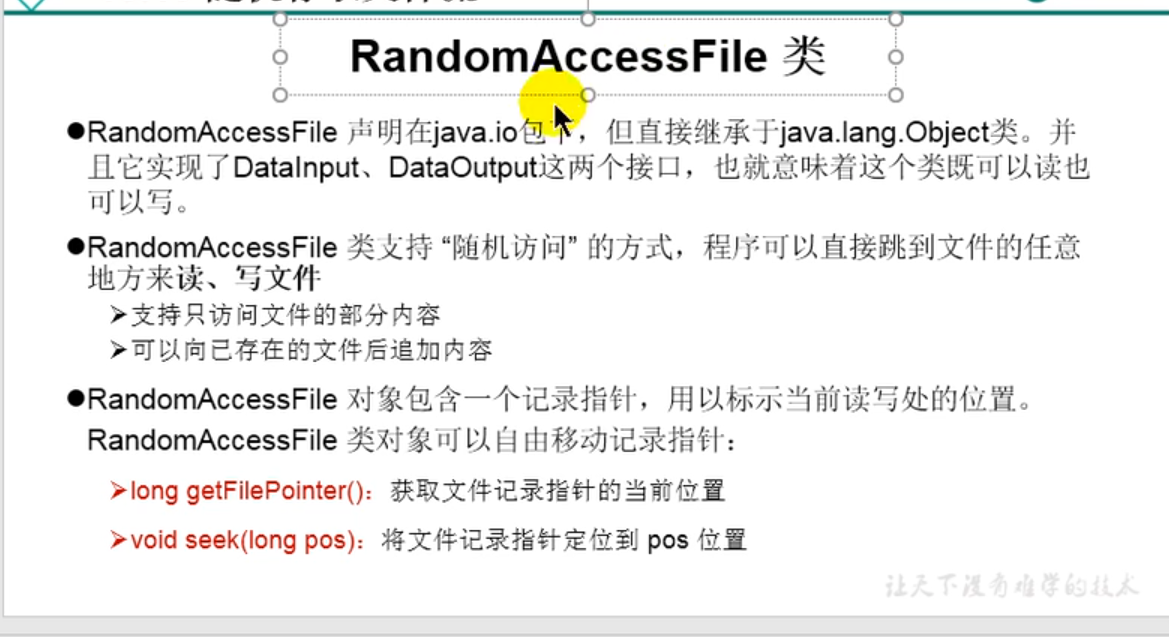 RandomAccessFile 类
●RandomAccessFile 声明在java.io包下，但直接继承于java.lang.Object类。并
且它实现了DataInput、DataOutput这两个接口，也就意味着这个类既可以读也
可以写。
●RandomAccessFile 类支持 “随机访问” 的方式，程序可以直接跳到文件的任意
地方来读、写文件
➢支持只访问文件的部分内容
➢可以向已存在的文件后追加内容
●RandomAccessFile 对象包含一个记录指针，用以标示当前读写处的位置。
RandomAccessFile 类对象可以自由移动记录指针：
➢long getFilePointer()：获取文件记录指针的当前位置
➢void seek(long pos)：将文件记录指针定位到 pos 位置
让天下没有难学的技术